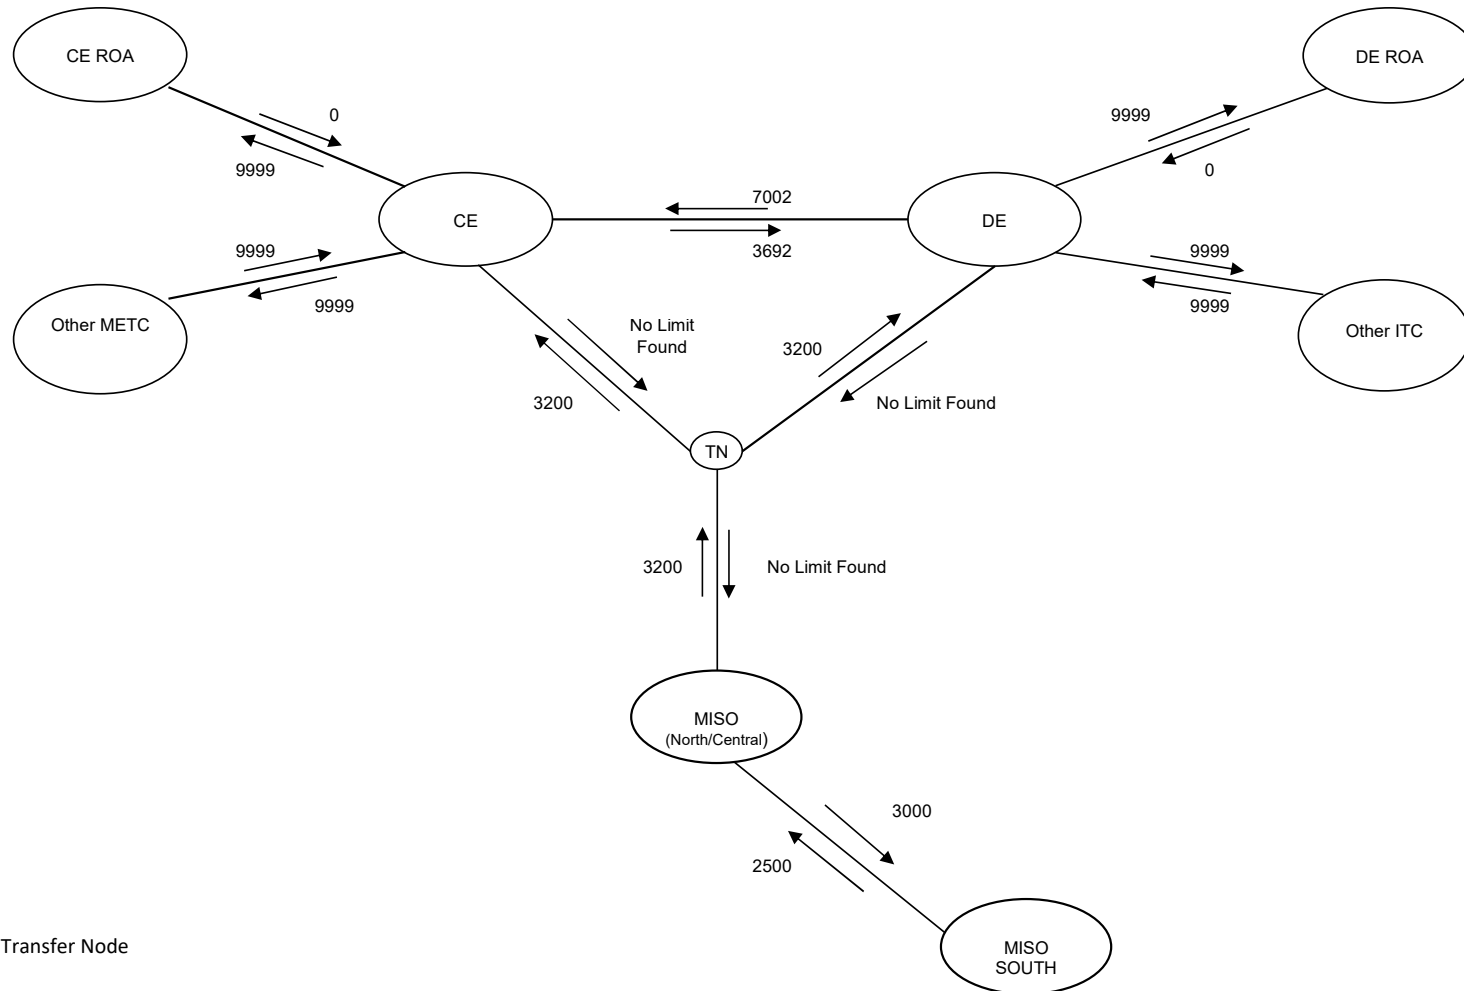 CE ROA
DE ROA
0
9999
9999
0
7002
CE
DE
3692
9999
9999
9999
9999
Other METC
Other ITC
No Limit
Found
3200
3200
No Limit Found
TN
3200
No Limit Found
MISO
(North/Central)
3000
2500
Transfer Node
MISO
SOUTH